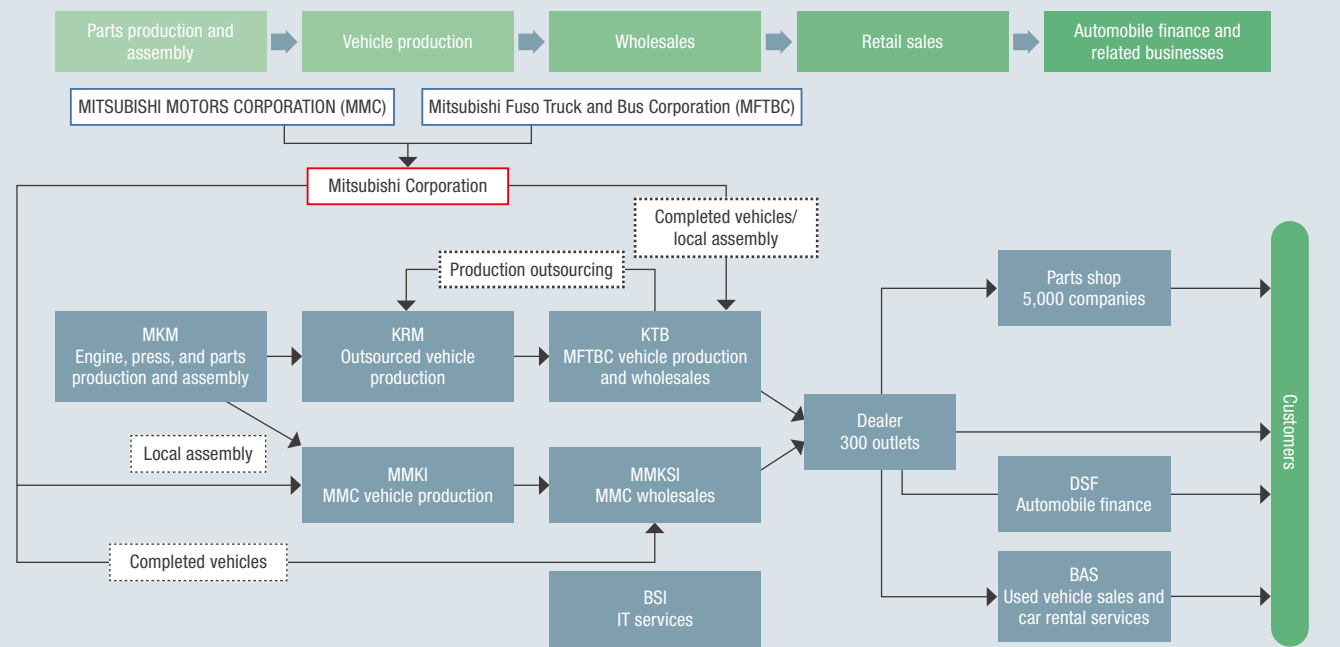 Parts production and
assembly
Vehicle production
Wholesales
Retail sales
Automobile finance and
related businesses
MITSUBISHI MOTORS CORPORATION (MMC)
Mitsubishi Fuso Truck and Bus Corporation (MFTBC)
Mitsubishi Corporation
Completed vehicles/
local assembly
Production outsourcing
Parts shop
5,000 companies
MKM
Engine, press, and parts
production and assembly
KRM
Outsourced vehicle
production
KTB
MFTBC vehicle production
and wholesales
Dealer
300 outlets
Customers
Local assembly
MMKI
MMC vehicle production
MMKSI
MMC wholesales
DSF
Automobile finance
Completed vehicles
BSI
IT services
BAS
Used vehicle sales and
car rental services